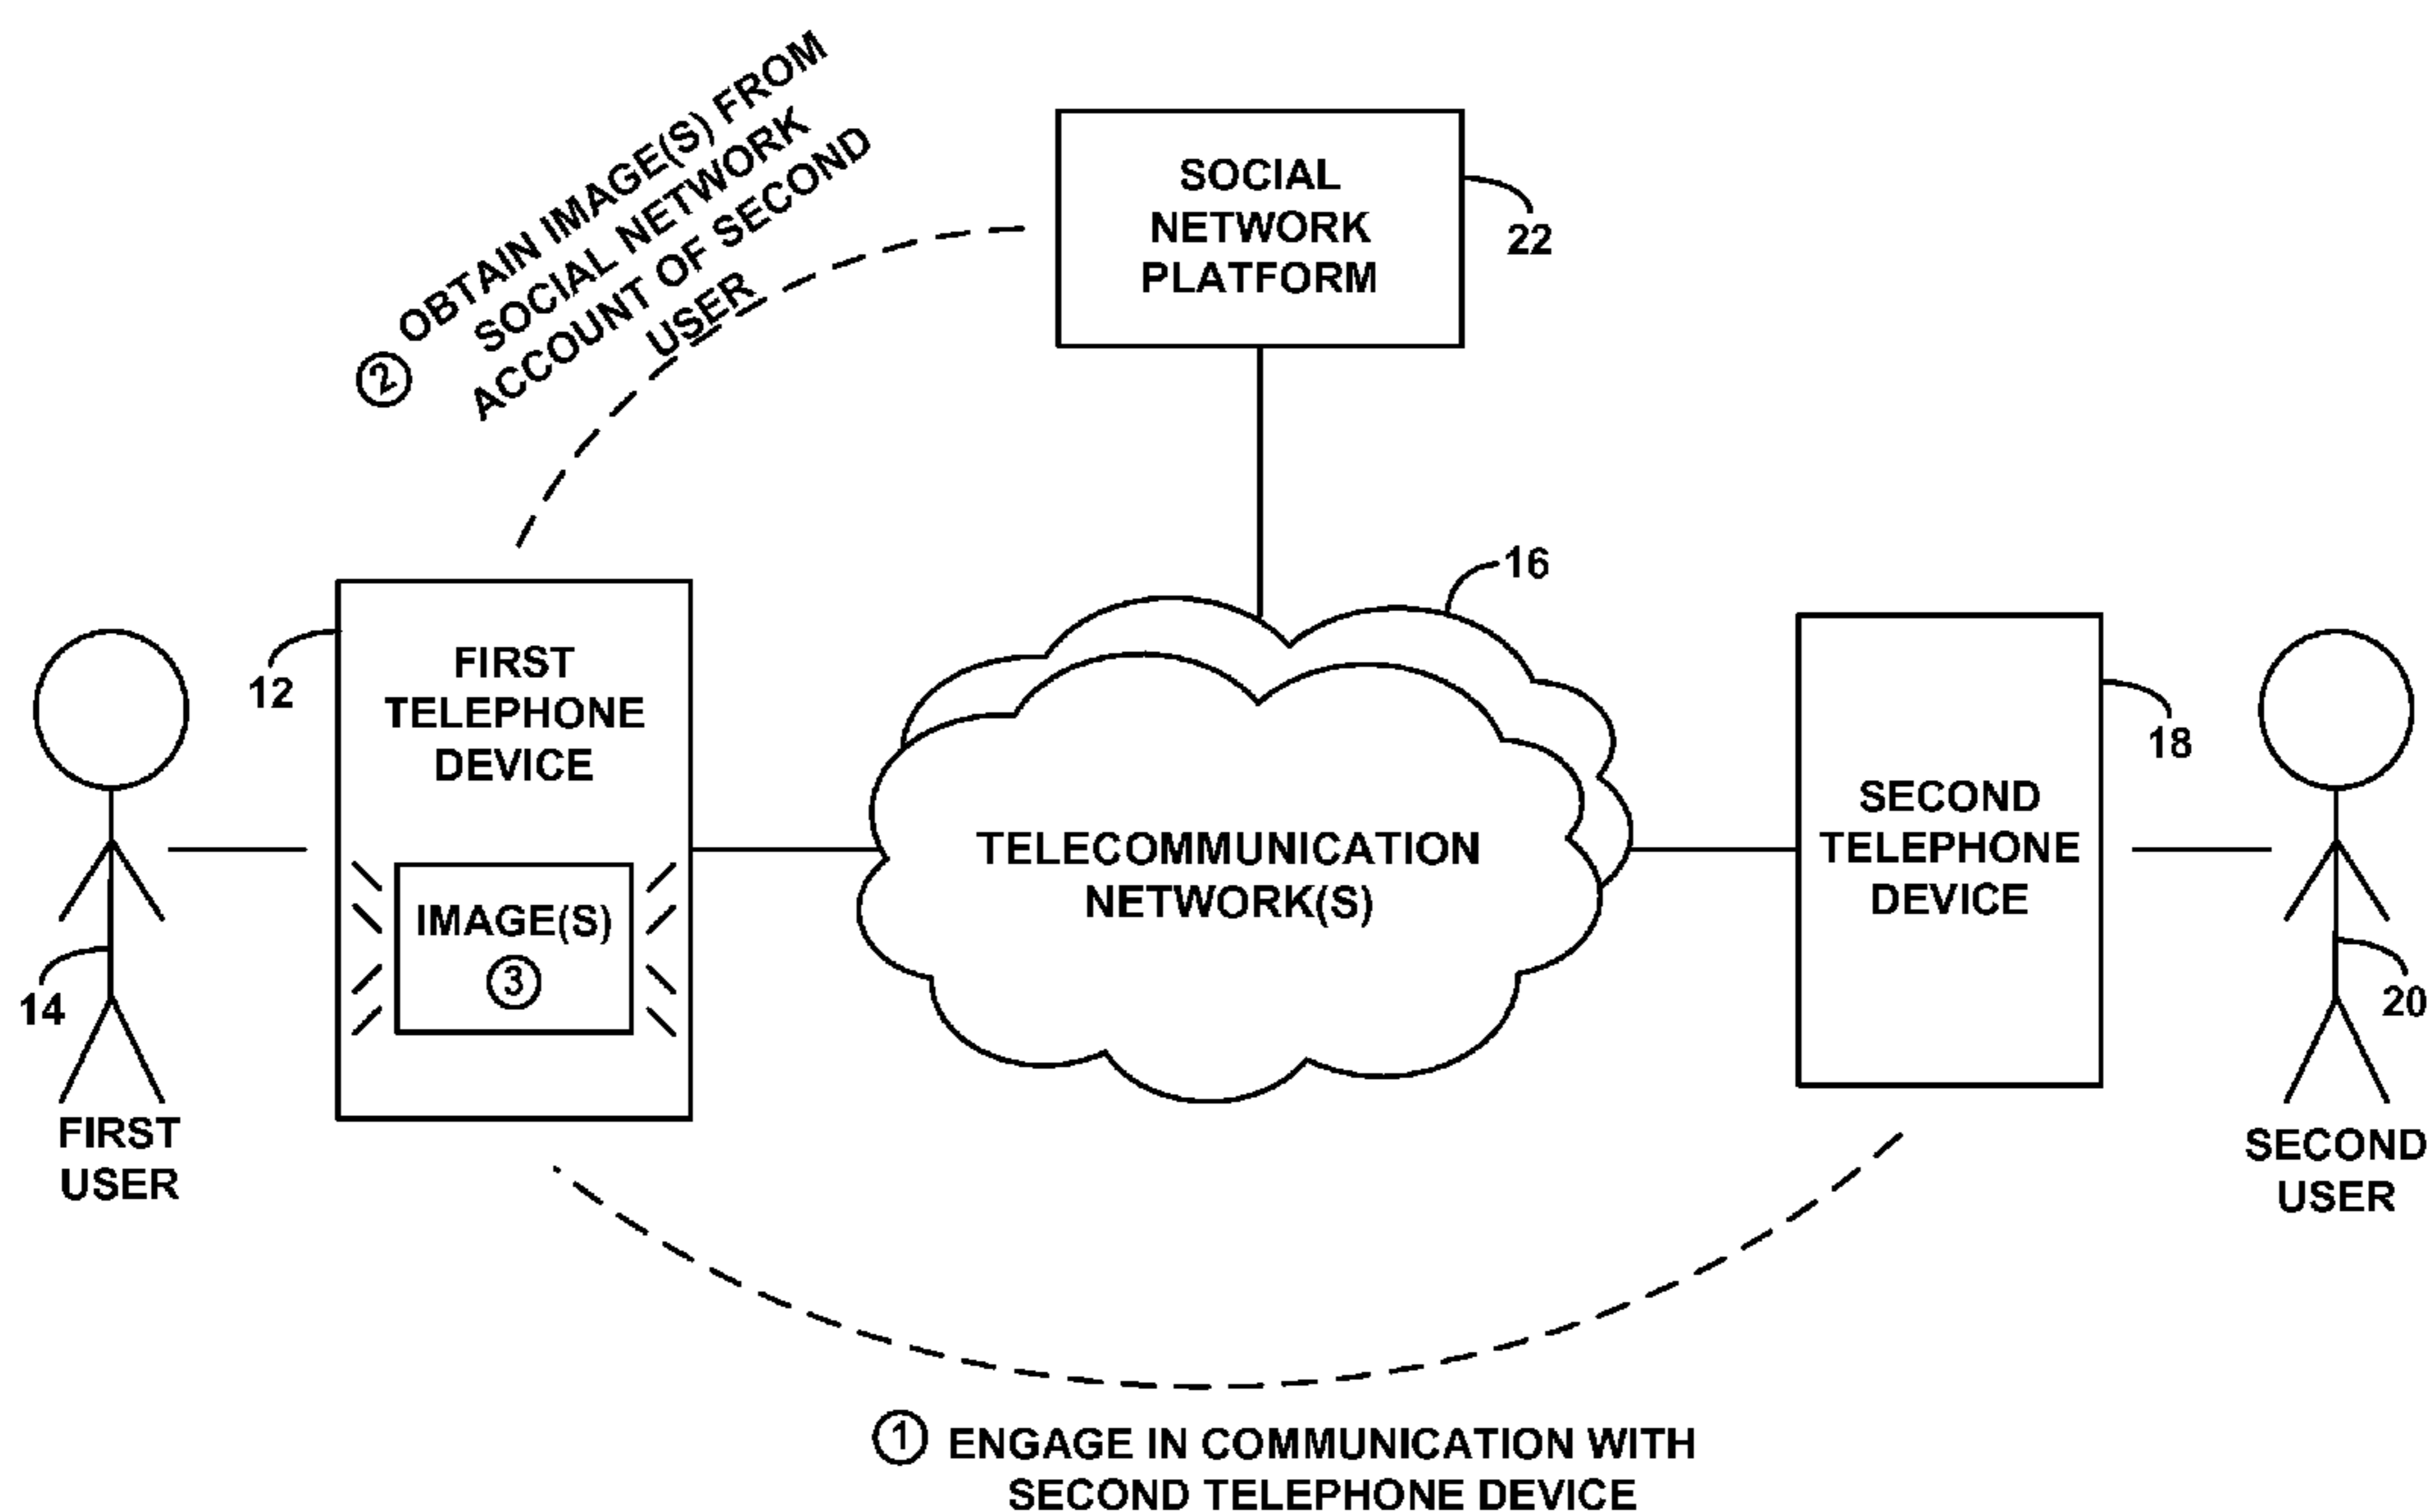 ② OBTAIN IMAGE(S) FROM
SOCIAL NETWORK
ACCOUNT OF SECOND
USER
SOCIAL
NETWORK
PLATFORM
22
16
12
FIRST
TELEPHONE
DEVICE
IMAGE(S)
③
14
FIRST
USER
TELECOMMUNICATION
NETWORK(S)
18
SECOND
TELEPHONE
DEVICE
20
SECOND
USER
① ENGAGE IN COMMUNICATION WITH
SECOND TELEPHONE DEVICE